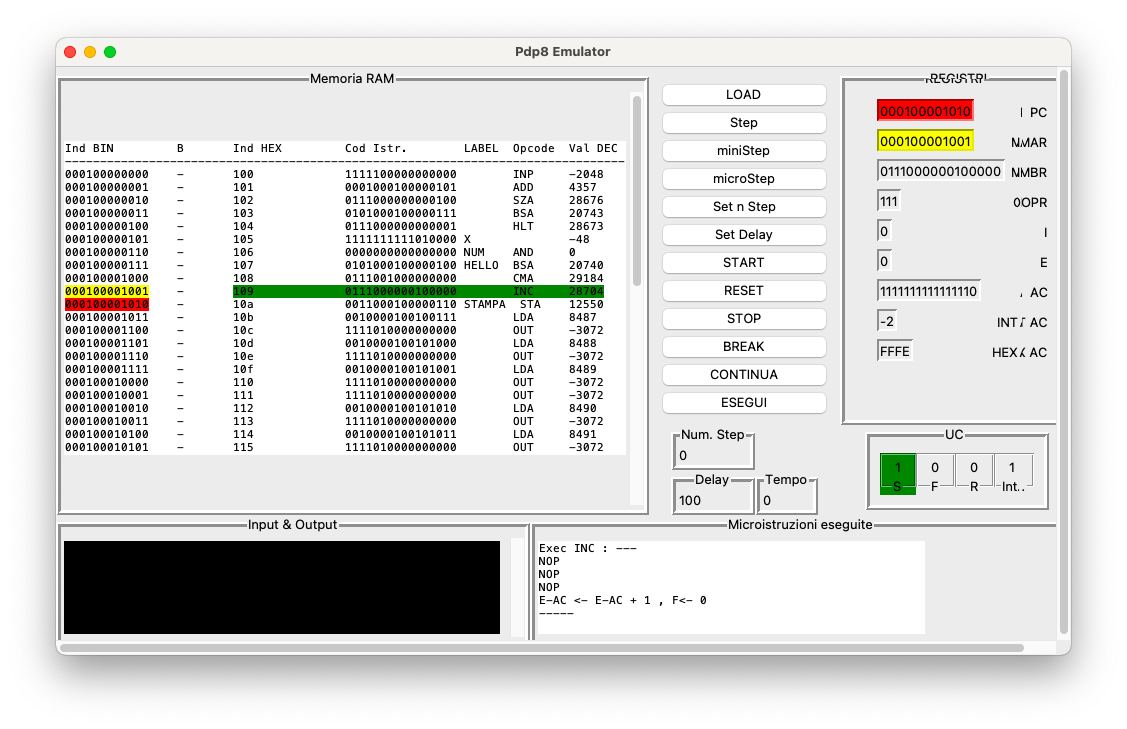 Pdp8 Emulator
Memoria RAM
Ind BIN B Ind HEX Cod Istr. LABEL Opcode Val DEC
000100000000 - 100 1111100000000000 INP -2048
000100000001 - 101 0001000100000101 ADD 4357
000100000010 - 102 0111000000000100 SZA 28676
000100000011 - 103 0101000100000111 BSA 20743
000100000100 - 104 0111000000000001 HLT 28673
000100000101 - 105 1111111111010000 X -48
000100000110 - 106 0000000000000000 NUM AND 0
000100000111 - 107 0101000100000100 HELLO BSA 20740
000100001000 - 108 0111001000000000 CMA 29184
000100001001 - 109 0111000000100000 INC 28704
000100001010 - 10a 0011000100000110 STAMPA STA 12550
000100001011 - 10b 0010000100100111 LDA 8487
000100001100 - 10c 1111010000000000 OUT -3072
000100001101 - 10d 0010000100101000 LDA 8488
000100001110 - 10e 1111010000000000 OUT -3072
000100001111 - 10f 0010000100101001 LDA 8489
000100010000 - 110 1111010000000000 OUT -3072
000100010001 - 111 1111010000000000 OUT -3072
000100010010 - 112 0010000100101010 LDA 8490
000100010011 - 113 1111010000000000 OUT -3072
000100010100 - 114 0010000100101011 LDA 8491
000100010101 - 115 1111010000000000 OUT -3072
LOAD
Step
miniStep
microStep
Set n Step
Set Delay
START
RESET
STOP
BREAK
CONTINUA
ESEGUI
Num. Step
0
Delay
100
Tempo
0
REGISTRI
000100001010 PC
000100001001 MAR
0111000000100000 MBR
111 OPR
0 I
0 E
1111111111111110 AC
-2 INT AC
FFFE HEX AC
UC
1 0 0 1
S F R Int..
Input & Output
Microistruzioni eseguite
Exec INC : ---
NOP
NOP
NOP
E-AC <- E-AC + 1 , F<- 0
-----